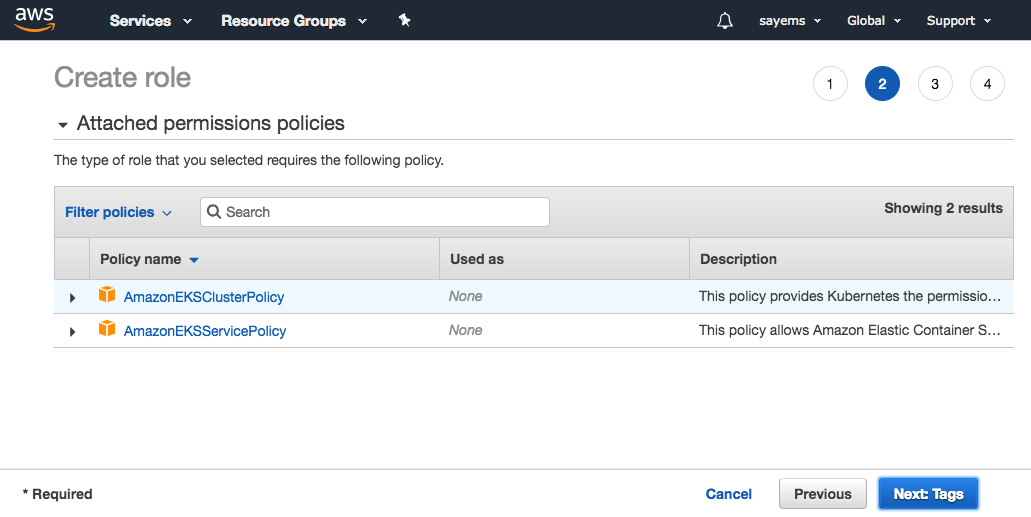 aws Services Resource Groups sayems Global Support
Create role 1 2 3 4
Attached permissions policies
The type of role that you selected requires the following policy.
Filter policies Search Showing 2 results
Policy name Used as Description
AmazonEKSClusterPolicy None This policy provides Kubernetes the permissio...
AmazonEKSServicePolicy None This policy allows Amazon Elastic Container S...
* Required Cancel Previous Next: Tags